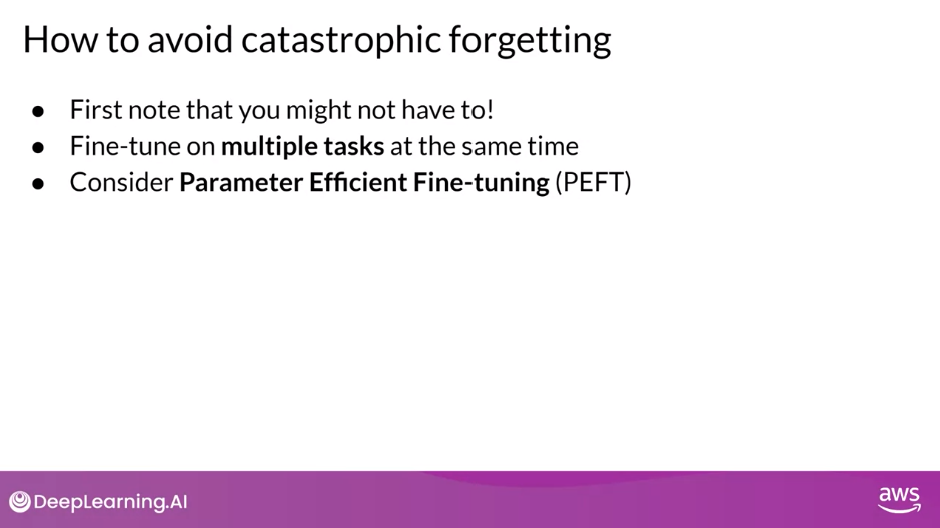 How to avoid catastrophic forgetting
● First note that you might not have to!
● Fine-tune on multiple tasks at the same time
● Consider Parameter Efficient Fine-tuning (PEFT)
DeepLearning.AI
aws